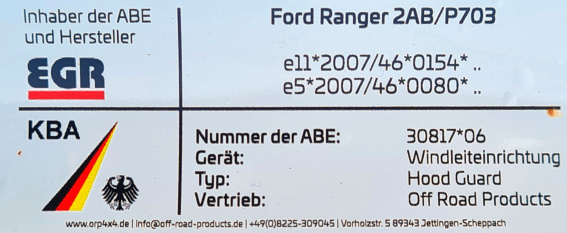 Inhaber der ABE
und Hersteller
EGR
Ford Ranger 2AB/P703
e11*2007/46*0154* ..
e5*2007/46*0080* ..
KBA
Nummer der ABE: 30817*06
Gerät: Windleiteinrichtung
Typ: Hood Guard
Vertrieb: Off Road Products
www.orp4x4.de | info@off-road-products.de | +49(0)8225-309045 | Vorholzstr. 5 89343 Jettingen-Scheppach